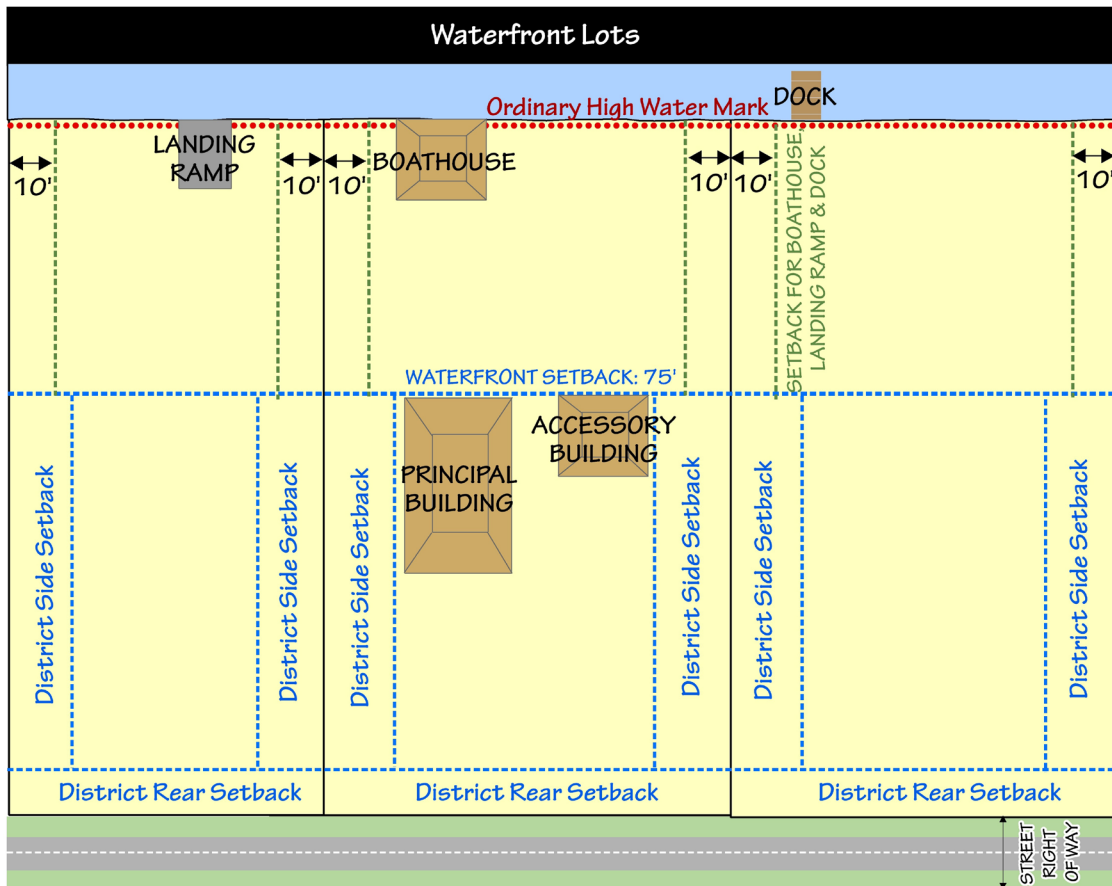 Waterfront Lots
DOCK
Ordinary High Water Mark
LANDING
RAMP
BOATHOUSE
10'
10'
10'
10'
10'
10'
SETBACK FOR BOATHOUSE,
LANDING RAMP & DOCK
WATERFRONT SETBACK: 75'
ACCESSORY
BUILDING
PRINCIPAL
BUILDING
District Side Setback
District Side Setback
District Side Setback
District Side Setback
District Side Setback
District Side Setback
District Rear Setback
District Rear Setback
District Rear Setback
STREET
RIGHT
OF WAY